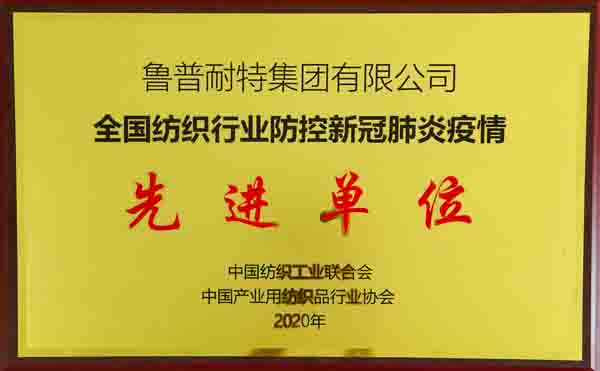 鲁普耐特集团有限公司
全国纺织行业防控新冠肺炎疫情
先进单位
中国纺织工业联合会
中国产业用纺织品行业协会
2020年